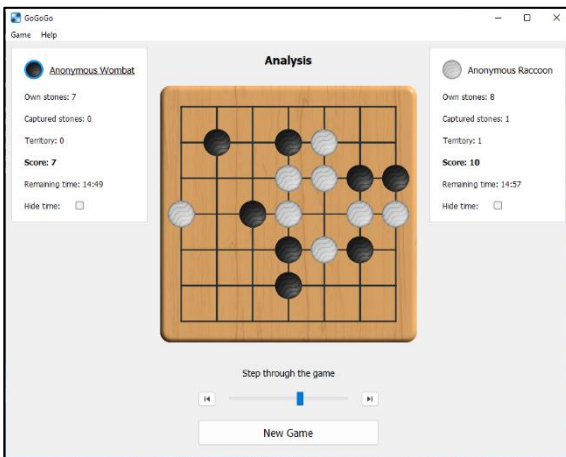 GoGoGo
Game Help
Anonymous Wombat
Own stones: 7
Captured stones: 0
Territory: 0
Score: 7
Remaining time: 14:49
Hide time:
Analysis
Anonymous Raccoon
Own stones: 8
Captured stones: 1
Territory: 1
Score: 10
Remaining time: 14:57
Hide time:
Step through the game
New Game